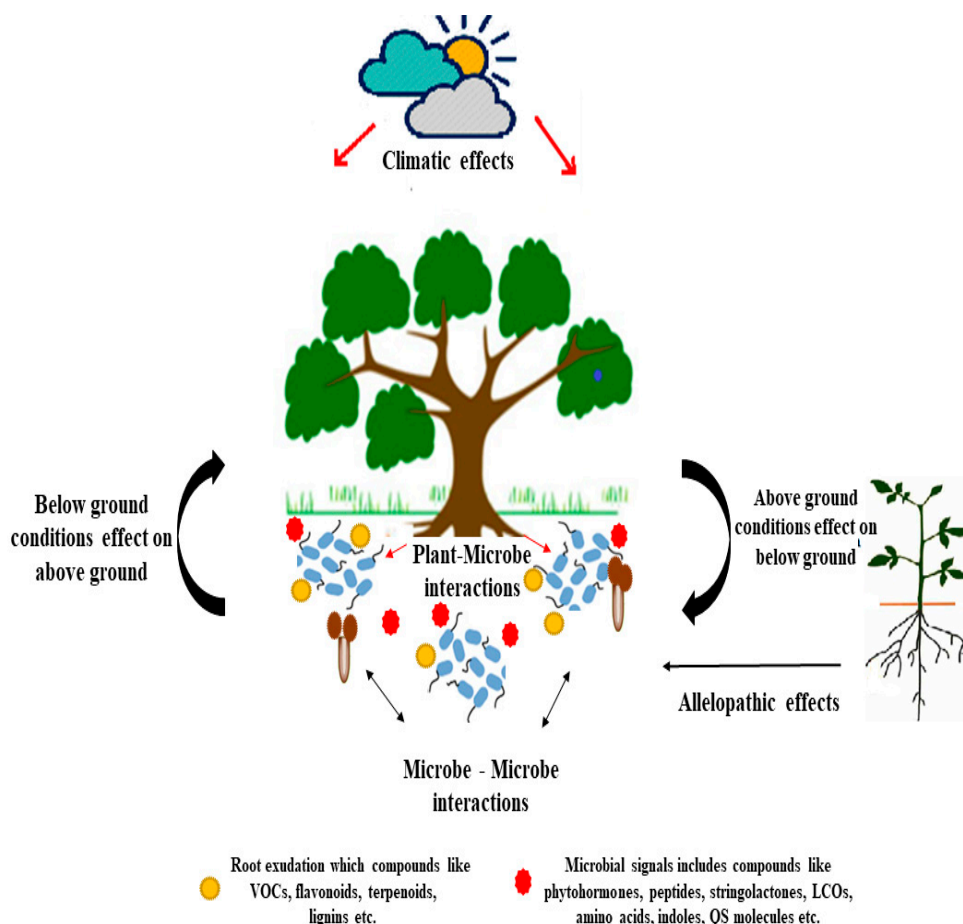 Climatic effects
Below ground
conditions effect on
above ground
Above ground
conditions effect on
below ground
Plant-Microbe
interactions
Allelopathic effects
Microbe - Microbe
interactions
Root exudation which compounds like
VOCs, flavonoids, terpenoids,
lignins etc.
Microbial signals includes compounds like
phytohormones, peptides, stringolactones, LCOs,
amino acids, indoles, QS molecules etc.